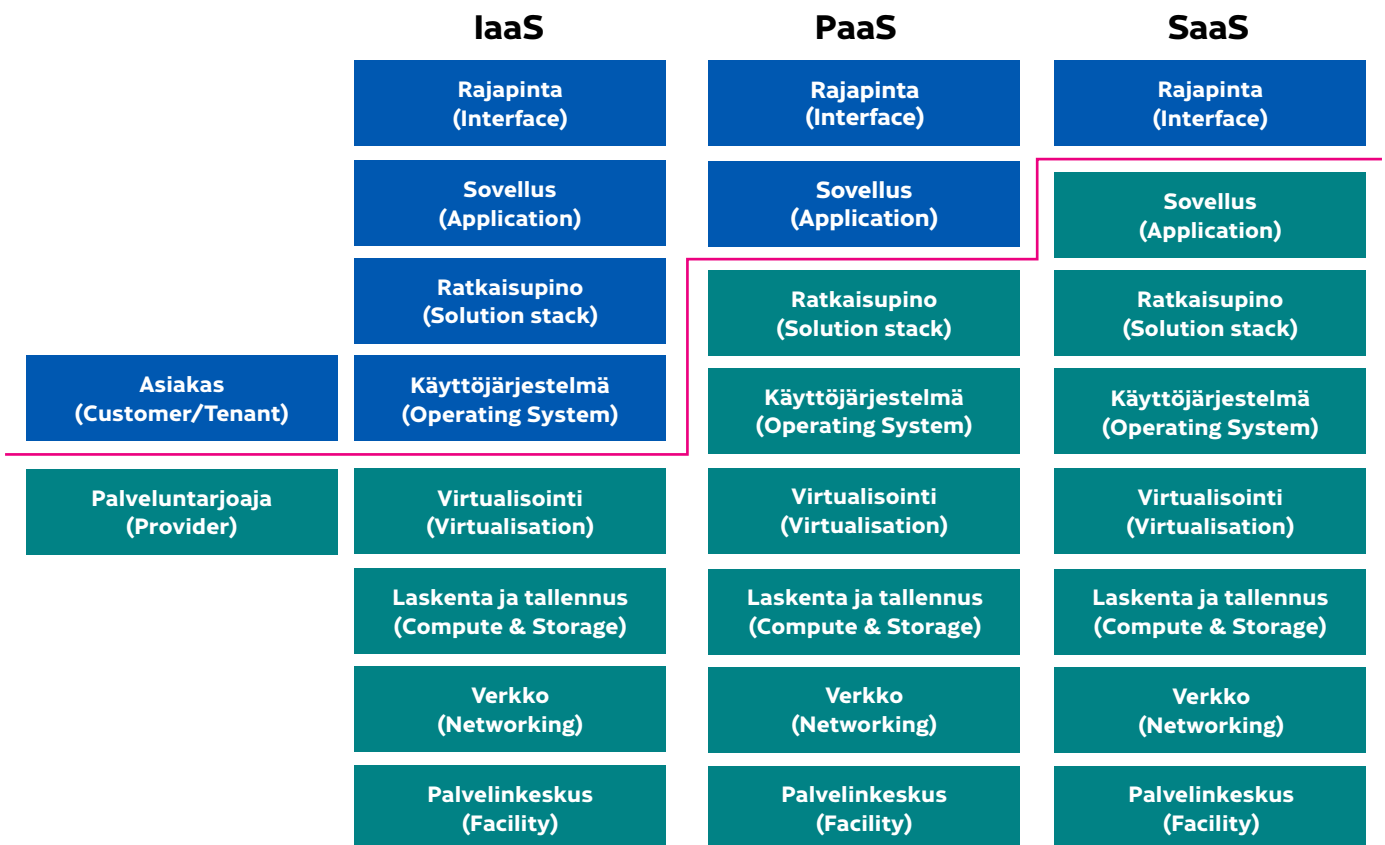 IaaS
PaaS
SaaS
Rajapinta
(Interface)
Rajapinta
(Interface)
Rajapinta
(Interface)
Sovellus
(Application)
Sovellus
(Application)
Sovellus
(Application)
Ratkaisupino
(Solution stack)
Ratkaisupino
(Solution stack)
Ratkaisupino
(Solution stack)
Asiakas
(Customer/Tenant)
Käyttöjärjestelmä
(Operating System)
Käyttöjärjestelmä
(Operating System)
Käyttöjärjestelmä
(Operating System)
Palveluntarjoaja
(Provider)
Virtualisointi
(Virtualisation)
Virtualisointi
(Virtualisation)
Virtualisointi
(Virtualisation)
Laskenta ja tallennus
(Compute & Storage)
Laskenta ja tallennus
(Compute & Storage)
Laskenta ja tallennus
(Compute & Storage)
Verkko
(Networking)
Verkko
(Networking)
Verkko
(Networking)
Palvelinkeskus
(Facility)
Palvelinkeskus
(Facility)
Palvelinkeskus
(Facility)